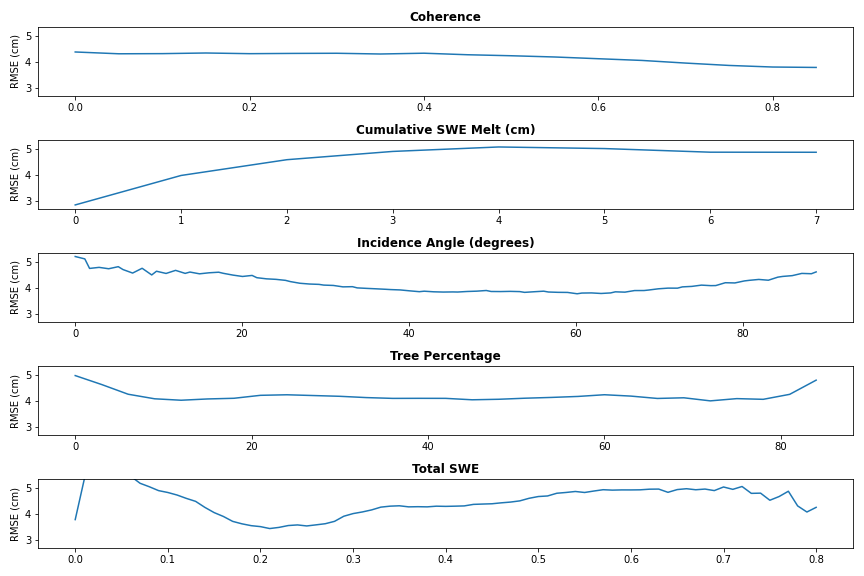 Coherence
5
4
3
RMSE (cm)
0.0 0.2 0.4 0.6 0.8
Cumulative SWE Melt (cm)
5
4
3
RMSE (cm)
0 1 2 3 4 5 6 7
Incidence Angle (degrees)
5
4
3
RMSE (cm)
0 20 40 60 80
Tree Percentage
5
4
3
RMSE (cm)
0 20 40 60 80
Total SWE
5
4
3
RMSE (cm)
0.0 0.1 0.2 0.3 0.4 0.5 0.6 0.7 0.8